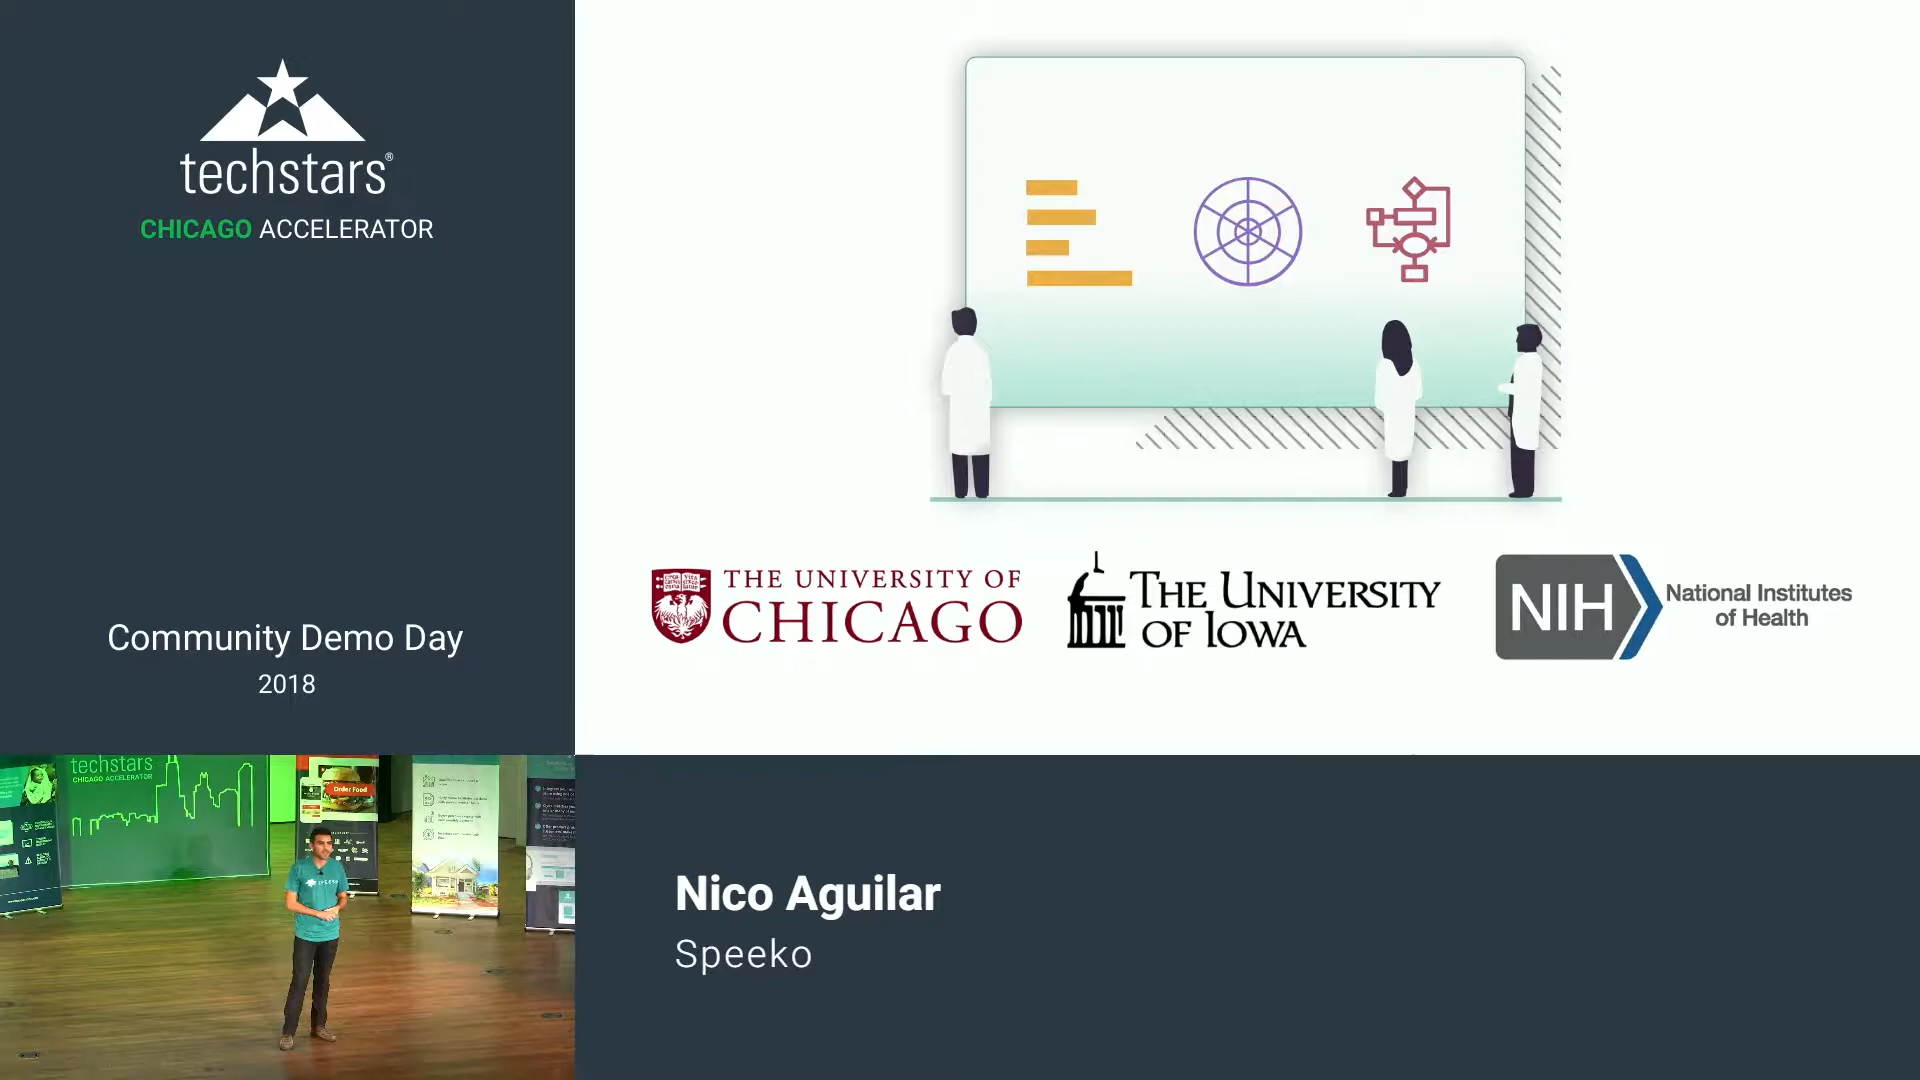 techstars®
CHICAGO ACCELERATOR
Community Demo Day
2018
THE UNIVERSITY OF
CHICAGO
THE UNIVERSITY
OF IOWA
NIH
National Institutes
of Health
techstars
CHICAGO ACCELERATOR
Order Food
Nico Aguilar
Speeko